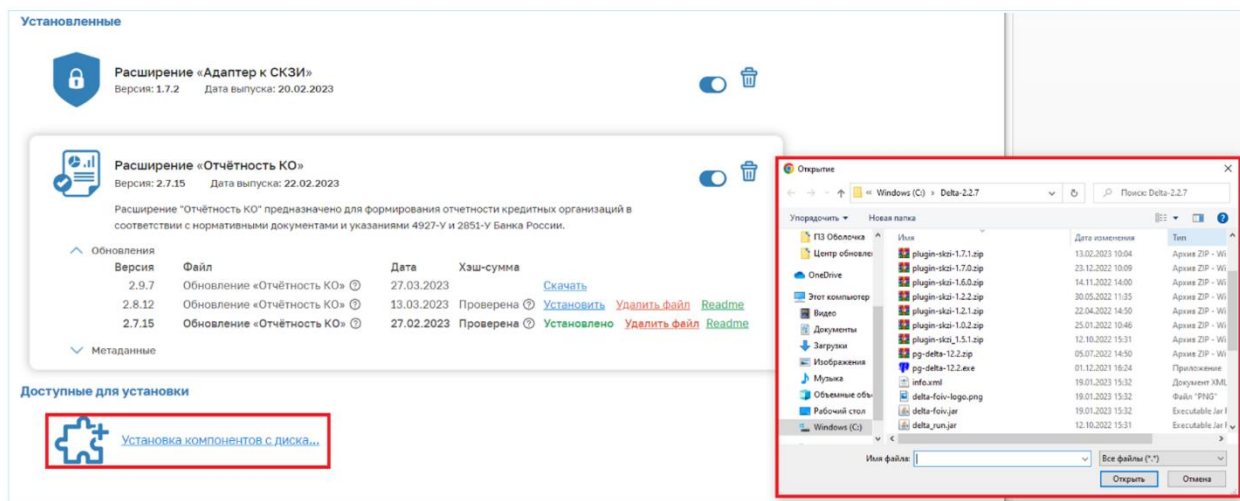 Установленные
Расширение «Адаптер к СКЗИ»
Версия: 1.7.2 Дата выпуска: 20.02.2023
Расширение «Отчётность КО»
Версия: 2.7.15 Дата выпуска: 22.02.2023
Расширение "Отчётность КО" предназначено для формирования отчетности кредитных организаций в
соответствии с нормативными документами и указаниями 4927-У и 2851-У Банка России.
Обновления
Версия Файл Дата Хэш-сумма
2.9.7 Обновление «Отчётность КО» 27.03.2023 Скачать
2.8.12 Обновление «Отчётность КО» 13.03.2023 Проверена Установить Удалить файл Readme
2.7.15 Обновление «Отчётность КО» 27.02.2023 Проверена Установлено Удалить файл Readme
Метаданные
Доступные для установки
Установка компонентов с диска...
Открытие
« Windows (C:) > Delta-2.2.7
Поиск: Delta-2.2.7
Упорядочить Новая папка
ПЗ Оболочка
Центр обновле
OneDrive
Этот компьютер
Видео
Документы
Загрузки
Изображения
Музыка
Объемные объ
Рабочий стол
Windows (C:)
Имя Дата изменения Тип
plugin-skzi-1.7.1.zip 13.02.2023 10:04 Архив ZIP - Wi
plugin-skzi-1.7.0.zip 23.12.2022 10:09 Архив ZIP - Wi
plugin-skzi-1.6.0.zip 14.11.2022 14:00 Архив ZIP - Wi
plugin-skzi-1.2.2.zip 30.05.2022 11:35 Архив ZIP - Wi
plugin-skzi-1.2.1.zip 22.04.2022 14:50 Архив ZIP - Wi
plugin-skzi-1.0.2.zip 25.01.2022 10:46 Архив ZIP - Wi
plugin-skzi_1.5.1.zip 12.10.2022 15:31 Архив ZIP - Wi
pg-delta-12.2.zip 05.07.2022 14:50 Архив ZIP - Wi
pg-delta-12.2.exe 01.12.2021 16:24 Приложение
info.xml 19.01.2023 15:32 Документ XML
delta-foiv-logo.png 19.01.2023 15:32 Файл "PNG"
delta-foiv.jar 19.01.2023 15:32 Executable Jar F
delta_run.jar 12.10.2022 15:31 Executable Jar F
Имя файла: Все файлы (*.*)
Открыть Отмена